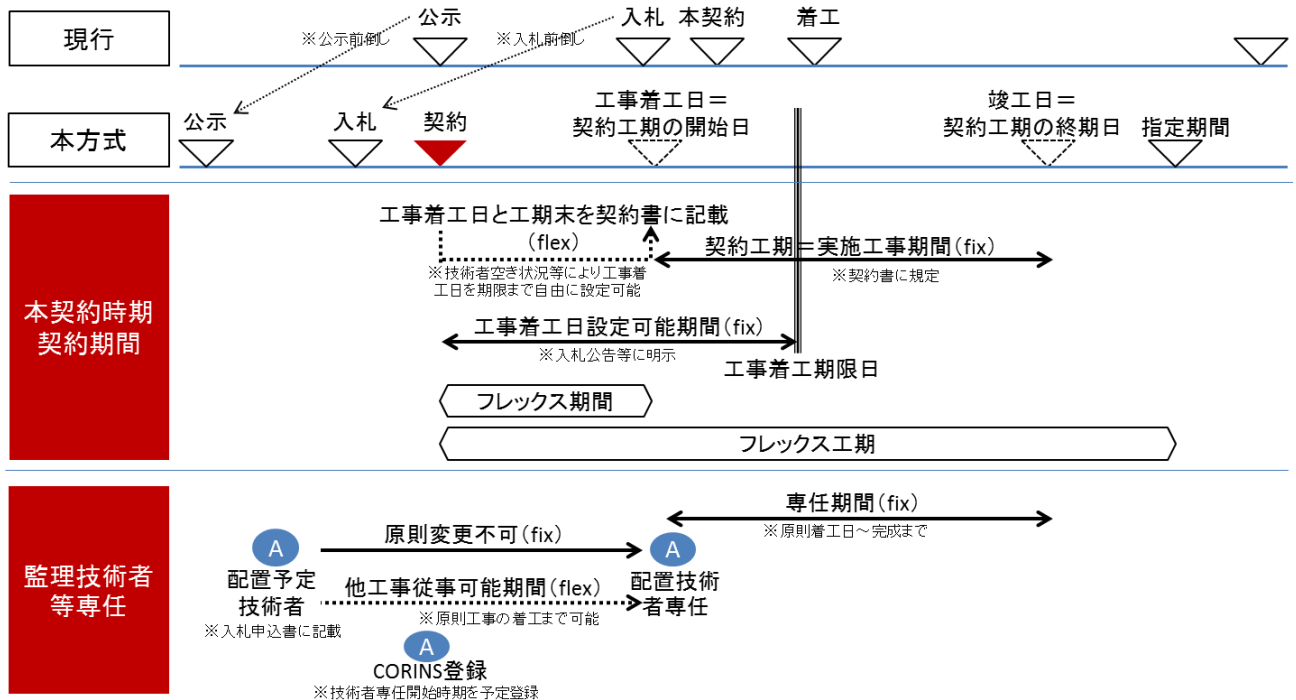 現行
公示
※公示前倒し
※入札前倒し
入札
本契約
着工
本方式
公示
入札
契約
工事着工日＝
契約工期の開始日
竣工日＝
契約工期の終期日
指定期間
本契約時期
契約期間
工事着工日と工期末を契約書に記載
(flex)
※技術者空き状況等により工事着
工日を期限まで自由に設定可能
契約工期＝実施工事期間(fix)
※契約書に規定
工事着工日設定可能期間(fix)
※入札公告等に明示
工事着工期限日
フレックス期間
フレックス工期
監理技術者
等専任
A
配置予定
技術者
※入札申込書に記載
原則変更不可(fix)
他工事従事可能期間(flex)
※原則工事の着工まで可能
A
配置技術
者専任
専任期間(fix)
※原則着工日～完成まで
A
CORINS登録
※技術者専任開始時期を予定登録